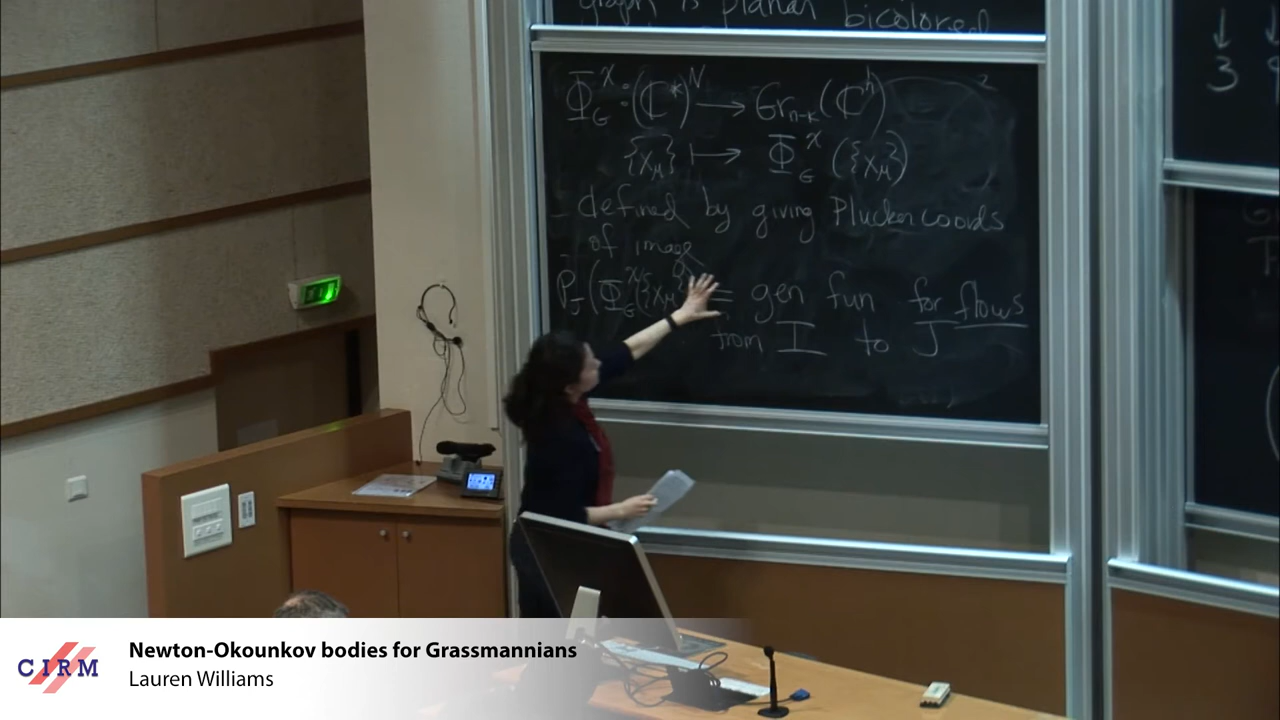 graph is planar bicolored
Φ_G^X : (ℂ*)^N → Gr_{n-k}(ℂ^n)
{x_μ} ↦ Φ_G^X ({x_μ})
- defined by giving Plucker coords
of image
P_J (Φ_G^X ({x_μ = gen fun for flows
from I to J
3
CIRM
Newton-Okounkov bodies for Grassmannians
Lauren Williams